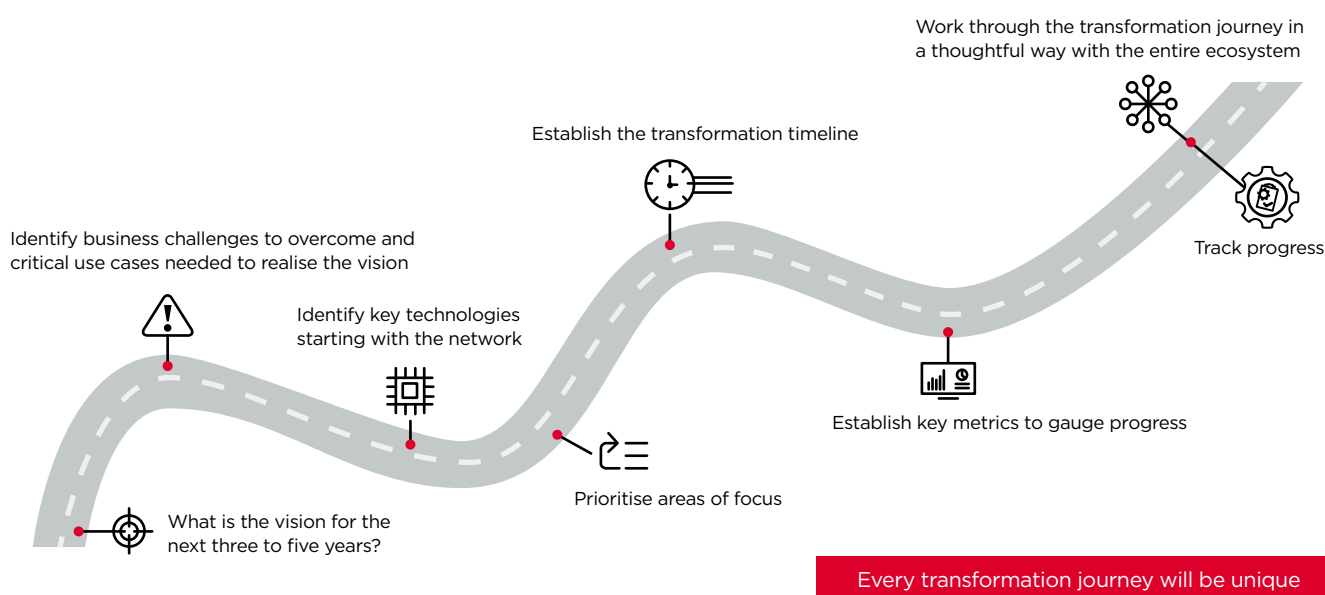 Work through the transformation journey in
a thoughtful way with the entire ecosystem
Establish the transformation timeline
Track progress
Identify business challenges to overcome and
critical use cases needed to realise the vision
Identify key technologies
starting with the network
Establish key metrics to gauge progress
Prioritise areas of focus
What is the vision for the
next three to five years?
Every transformation journey will be unique